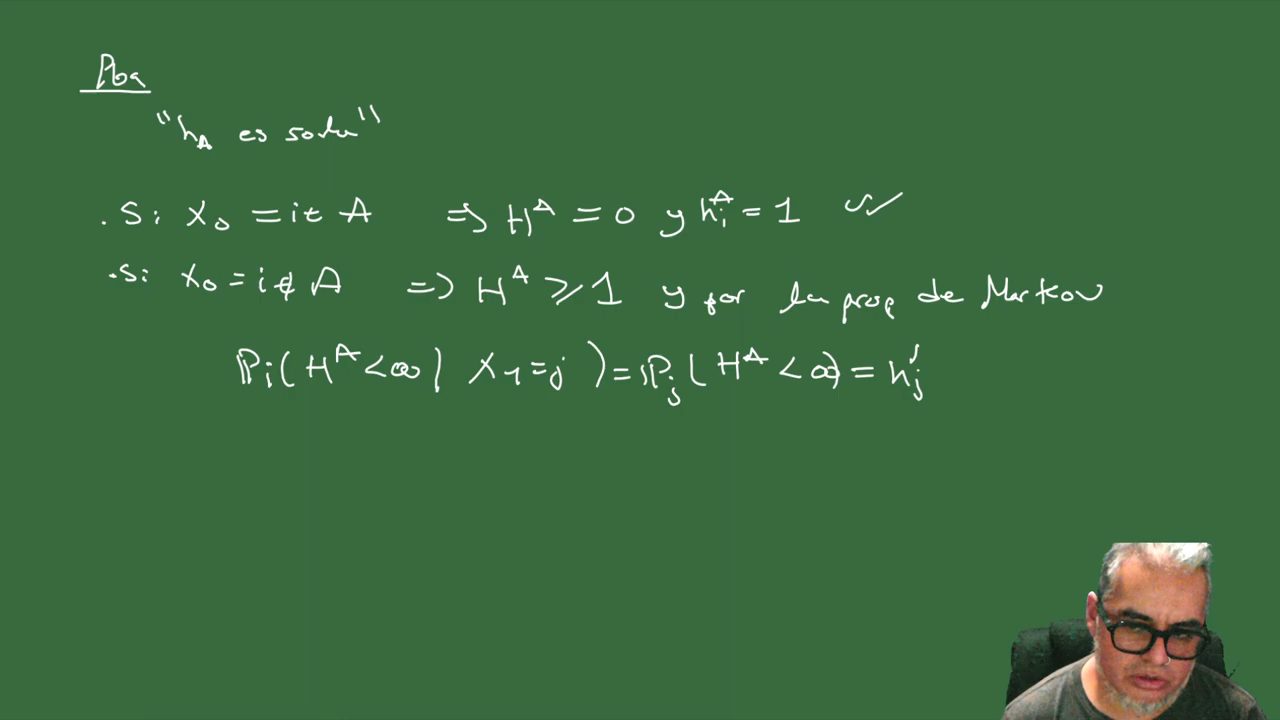 Pba
"h_A es soln"
. Si X_0 = i ∈ A ⇒ H^A = 0 y h_i^A = 1 ✓
. Si X_0 = i ∉ A ⇒ H^A ⩾ 1 y por la prop de Markov
ℙ_i( H^A < ∞ | X_1 = j ) = ℙ_j ( H^A < ∞) = h_j